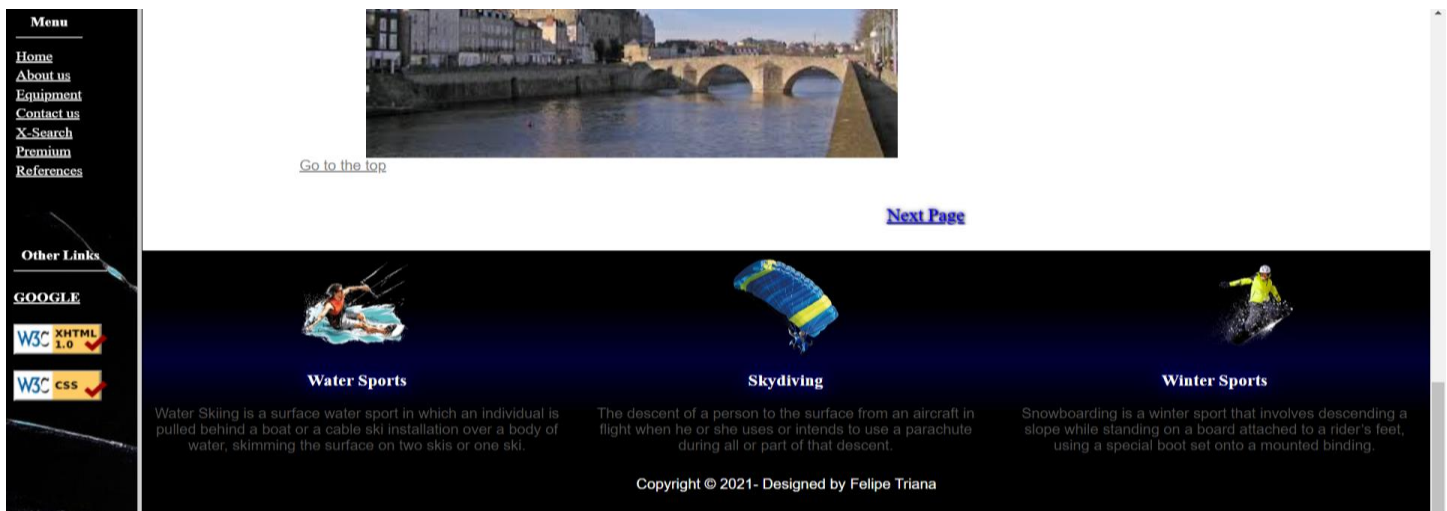 Menu
Home
About us
Equipment
Contact us
X-Search
Premium
References
Other Links
GOOGLE
W3C XHTML 1.0
W3C css
Go to the top
Next Page
Water Sports
Water Skiing is a surface water sport in which an individual is
pulled behind a boat or a cable ski installation over a body of
water, skimming the surface on two skis or one ski.
Skydiving
The descent of a person to the surface from an aircraft in
flight when he or she uses or intends to use a parachute
during all or part of that descent.
Winter Sports
Snowboarding is a winter sport that involves descending a
slope while standing on a board attached to a rider's feet,
using a special boot set onto a mounted binding.
Copyright © 2021- Designed by Felipe Triana